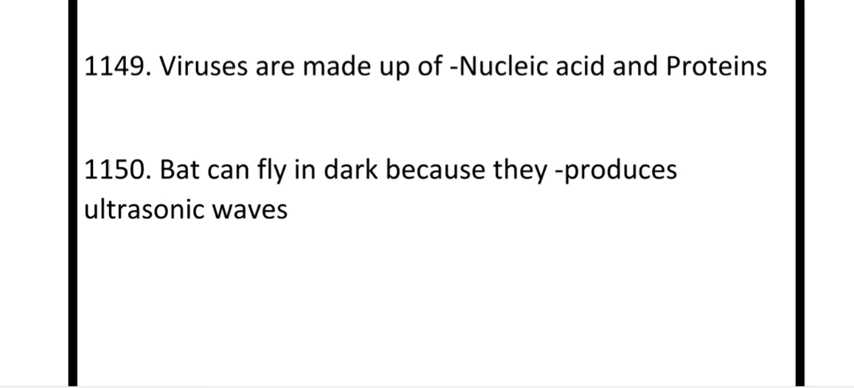 1149. Viruses are made up of -Nucleic acid and Proteins
1150. Bat can fly in dark because they -produces
ultrasonic waves